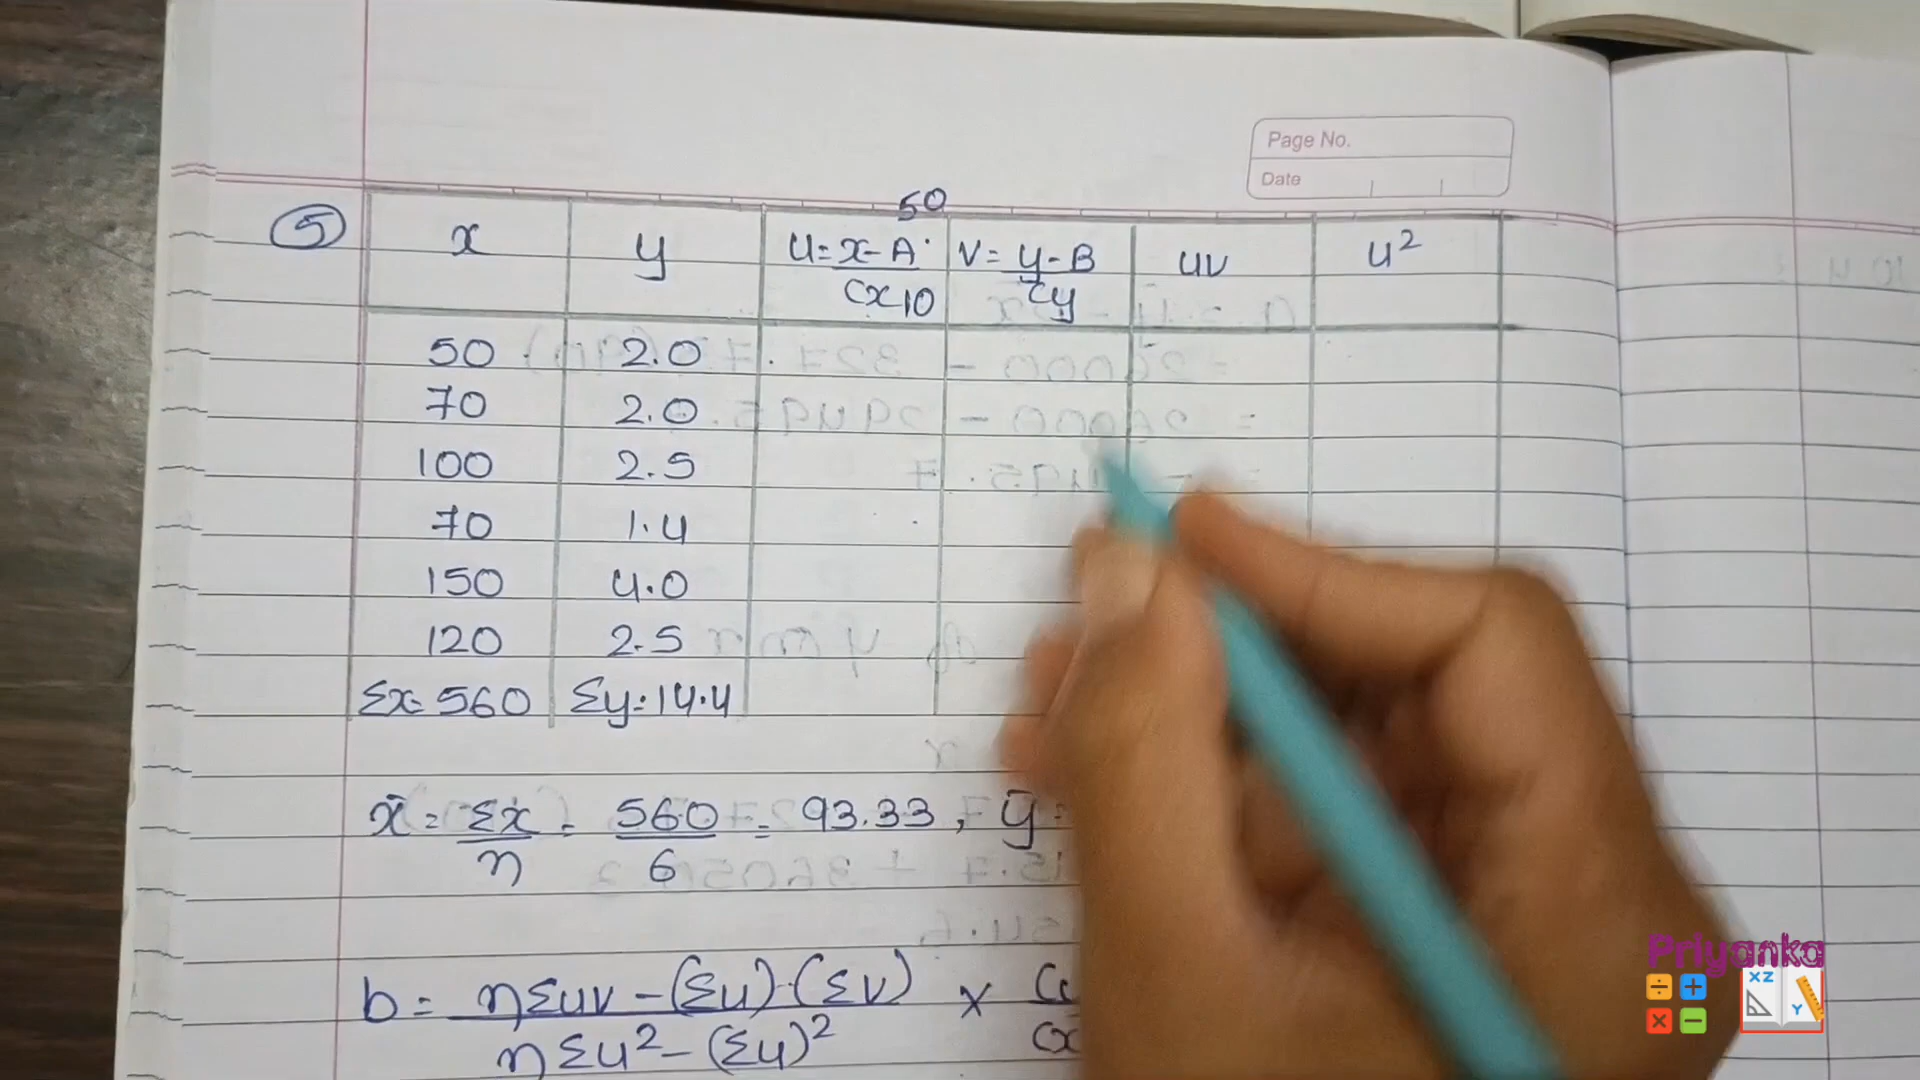 Page No.
Date
50
5 x y u = x - A v = y - B uv u²
cx 10 cy
50 2.0
70 2.0
100 2.5
70 1.4
150 4.0
120 2.5
Σx = 560 Σy = 14.4
x̄ = Σx = 560 = 93.33 , ȳ =
n 6
b = nΣuv - (Σu) · (Σv) ×
nΣu² - (Σu)²
Priyanka
XZ
Y